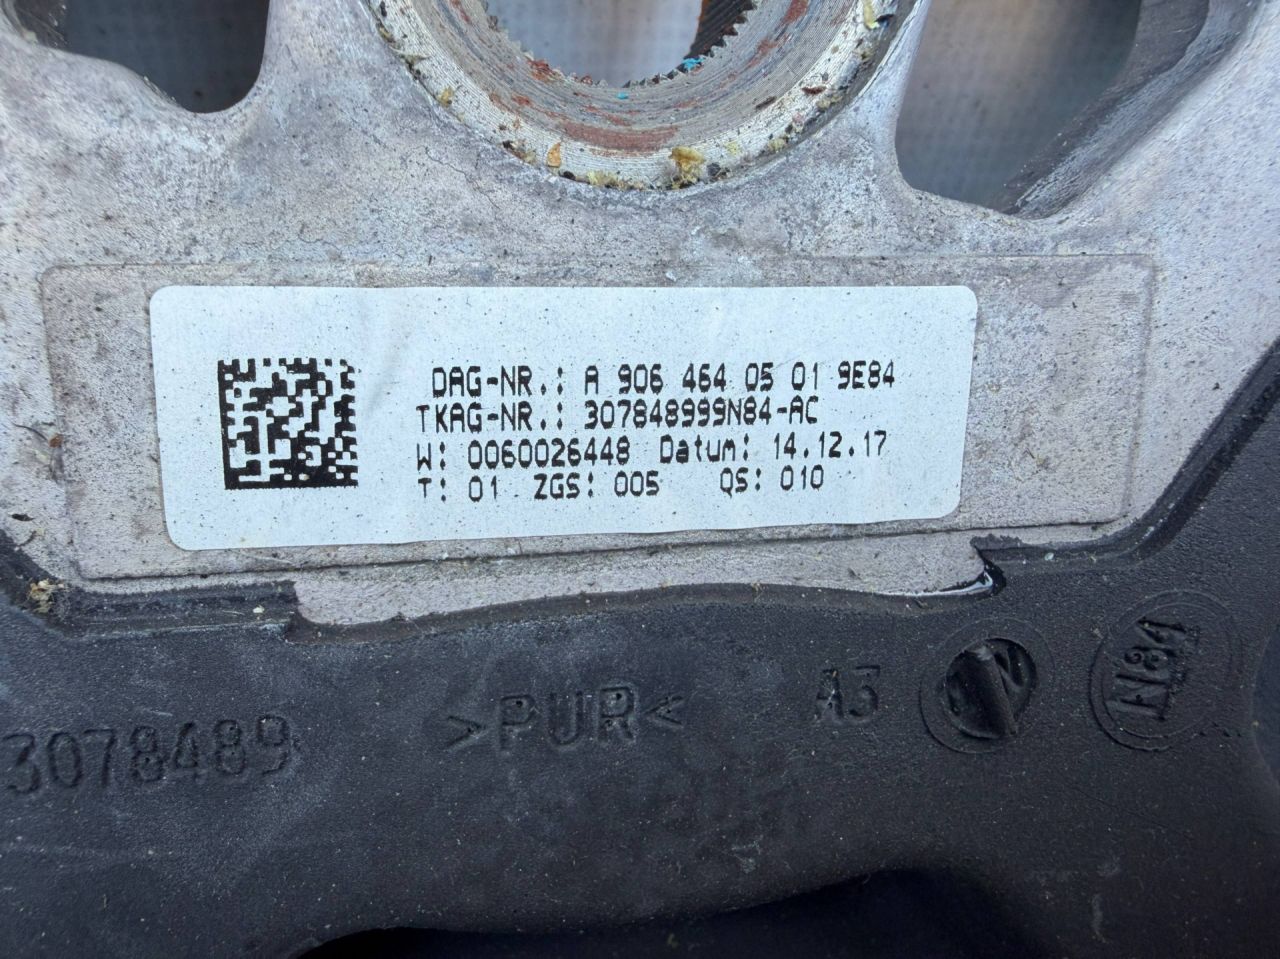 DAG-NR.: A 906 464 05 01 9E84
TKAG-NR.: 307848999N84-AC
W: 0060026448 Datum: 14.12.17
T: 01 ZGS: 005 QS: 010
3078489 >PUR< A3